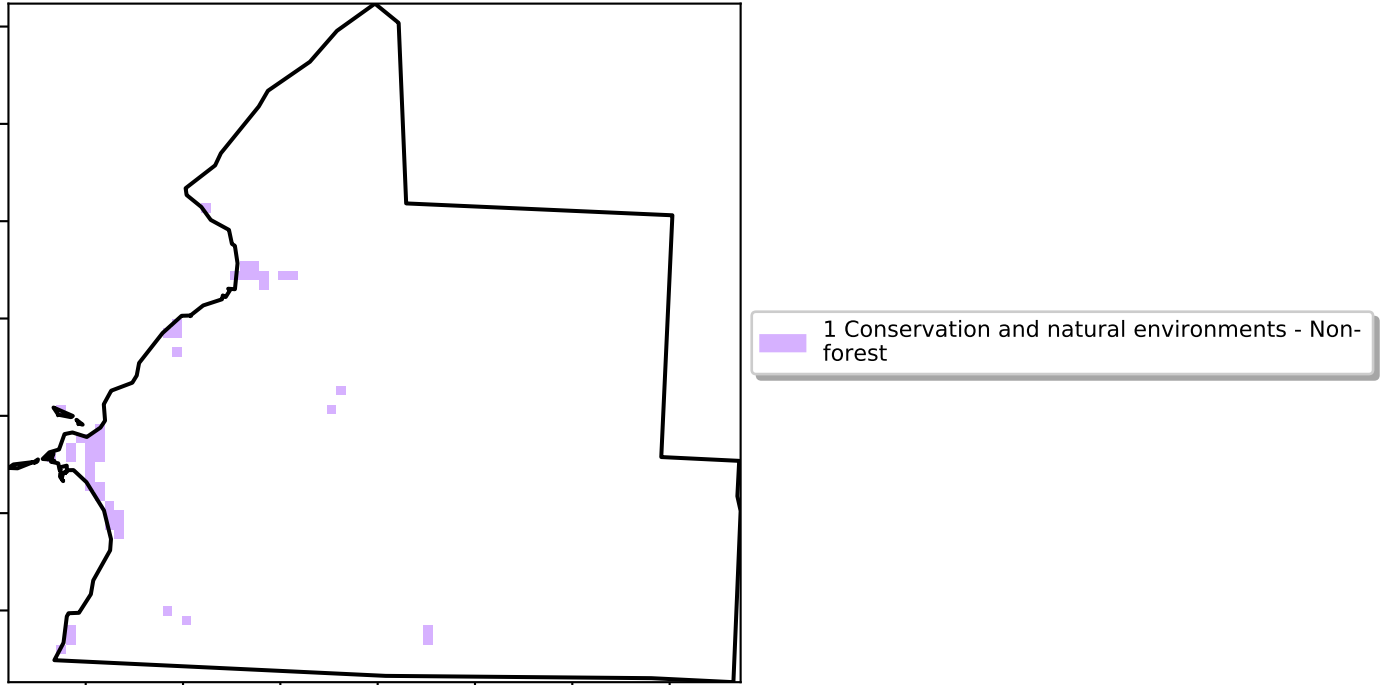 1 Conservation and natural environments - Non-
forest